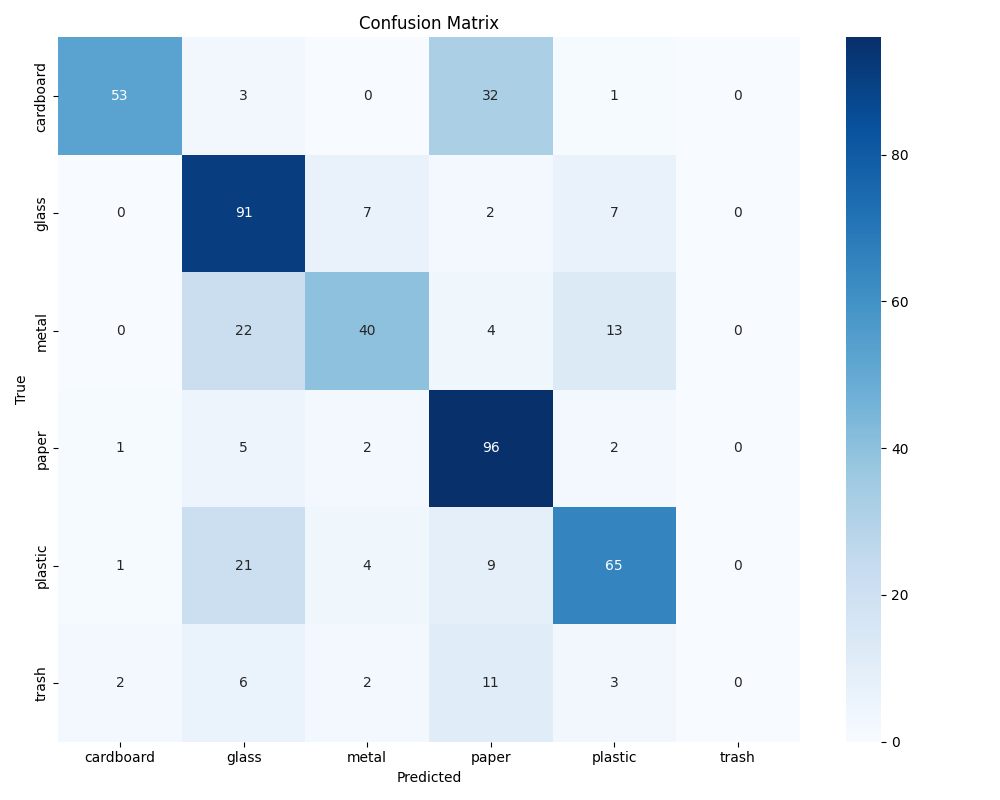 Confusion Matrix
cardboard 53 3 0 32 1 0
glass 0 91 7 2 7 0
metal 0 22 40 4 13 0
paper 1 5 2 96 2 0
plastic 1 21 4 9 65 0
trash 2 6 2 11 3 0
cardboard glass metal paper plastic trash
Predicted
True
80
60
40
20
0